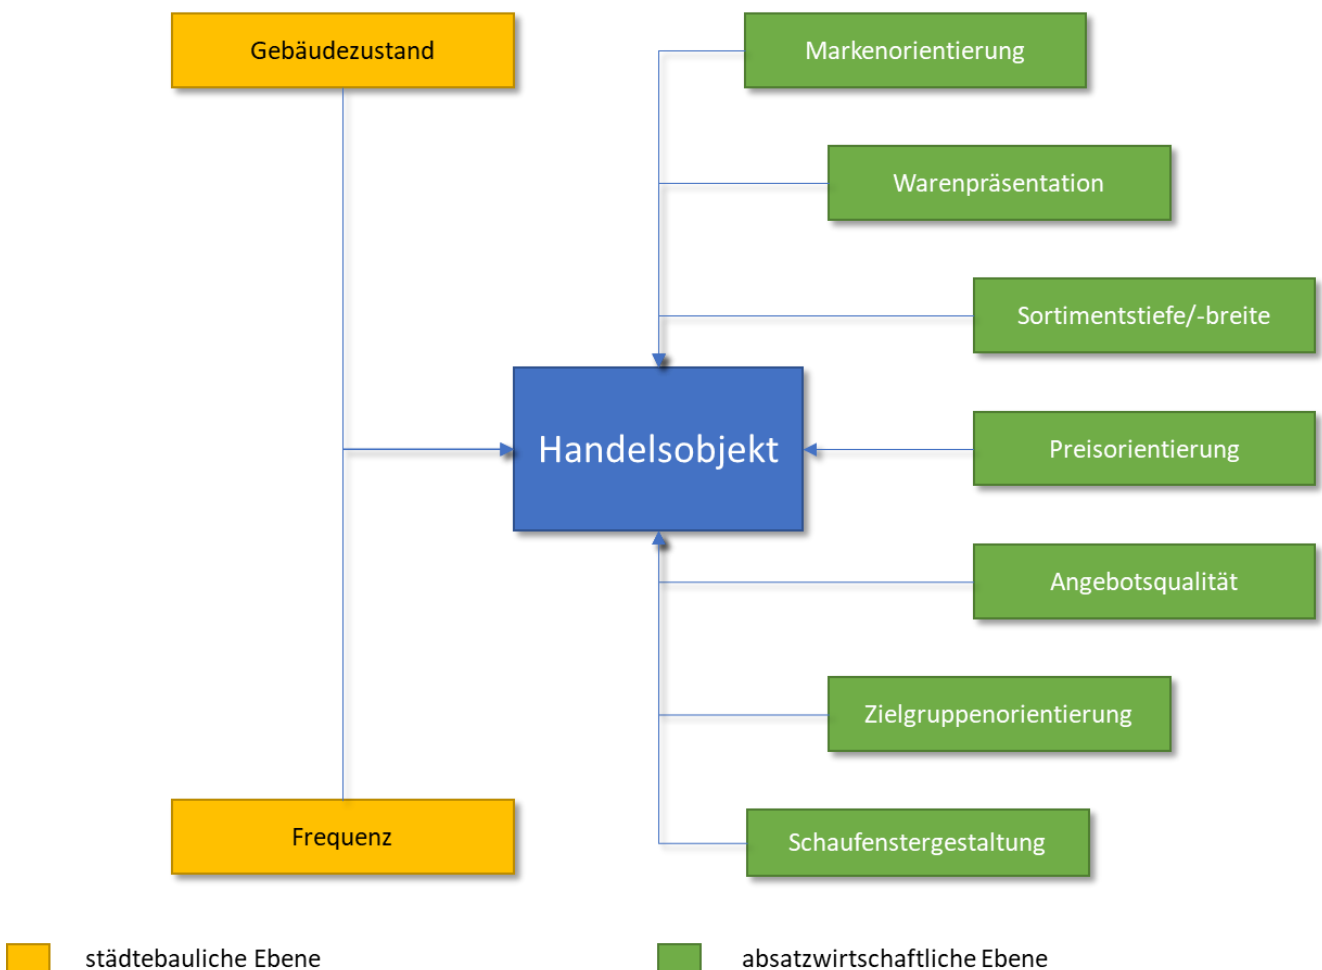 Gebäudezustand
Markenorientierung
Warenpräsentation
Sortimentstiefe/-breite
Handelsobjekt
Preisorientierung
Angebotsqualität
Zielgruppenorientierung
Frequenz
Schaufenstergestaltung
städtebauliche Ebene
absatzwirtschaftliche Ebene